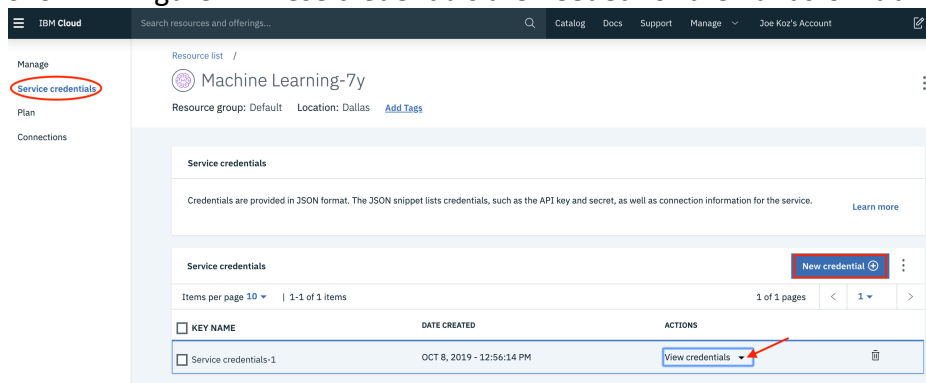 IBM Cloud Search resources and offerings... Catalog Docs Support Manage Joe Koz's Account
Manage
Service credentials
Plan
Connections
Resource list /
Machine Learning-7y
Resource group: Default Location: Dallas Add Tags
Service credentials
Credentials are provided in JSON format. The JSON snippet lists credentials, such as the API key and secret, as well as connection information for the service. Learn more
Service credentials New credential
Items per page 10 | 1-1 of 1 items 1 of 1 pages < 1 >
KEY NAME DATE CREATED ACTIONS
Service credentials-1 OCT 8, 2019 - 12:56:14 PM View credentials